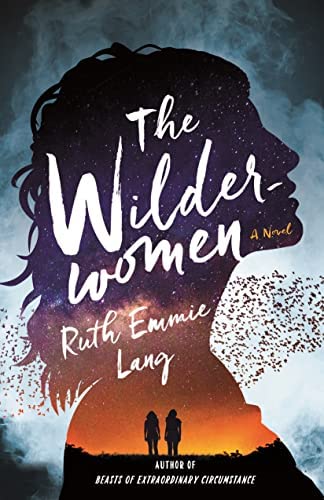 The
Wilder-
women
A Novel
Ruth Emmie
Lang
AUTHOR OF
BEASTS OF EXTRAORDINARY CIRCUMSTANCE